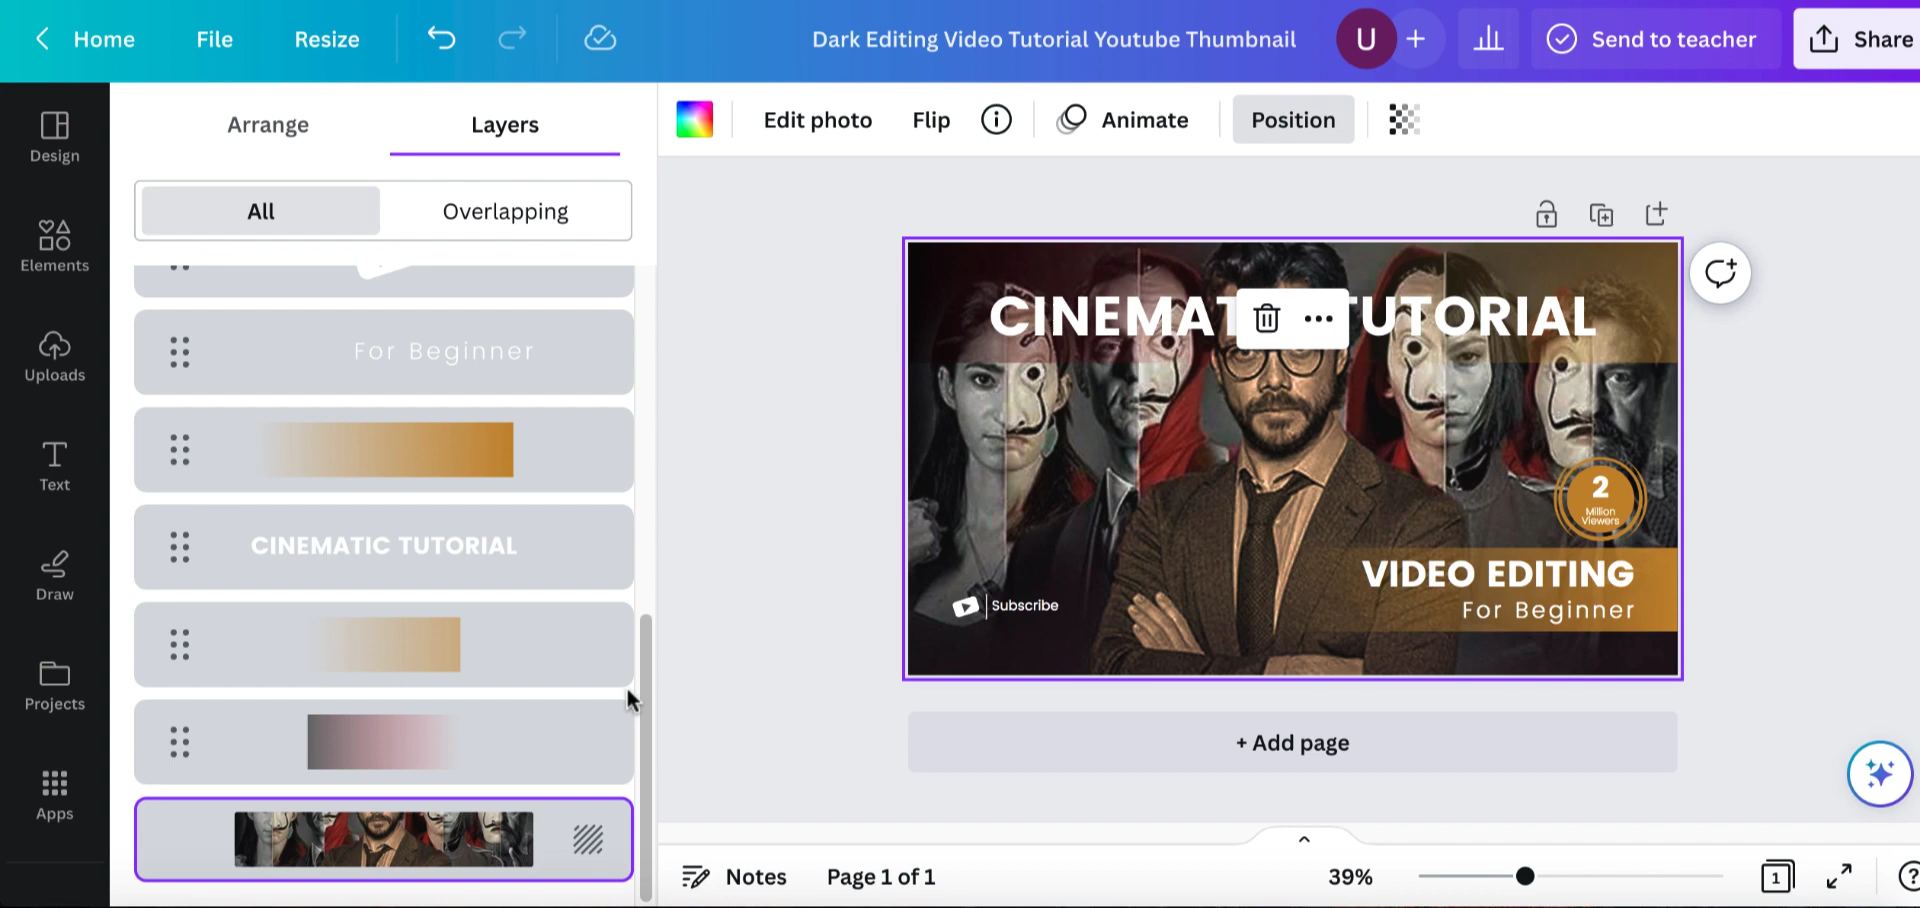 Home
File
Resize
Dark Editing Video Tutorial Youtube Thumbnail
U
Send to teacher
Share
Design
Elements
Uploads
Text
Draw
Projects
Apps
Arrange
Layers
All
Overlapping
For Beginner
CINEMATIC TUTORIAL
Edit photo
Flip
Animate
Position
CINEMAT UTORIAL
2
Million
Viewers
VIDEO EDITING
For Beginner
Subscribe
+ Add page
Notes
Page 1 of 1
39%
1
?